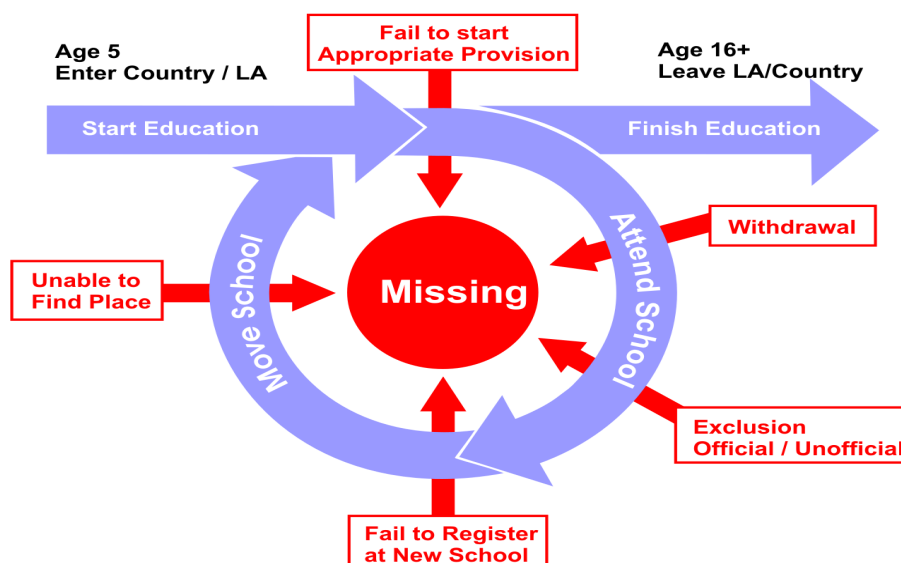 Fail to start
Appropriate Provision
Age 5
Enter Country / LA
Age 16+
Leave LA/Country
Start Education
Finish Education
Withdrawal
Attend School
Unable to
Find Place
Move School
Missing
Exclusion
Official / Unofficial
Fail to Register
at New School